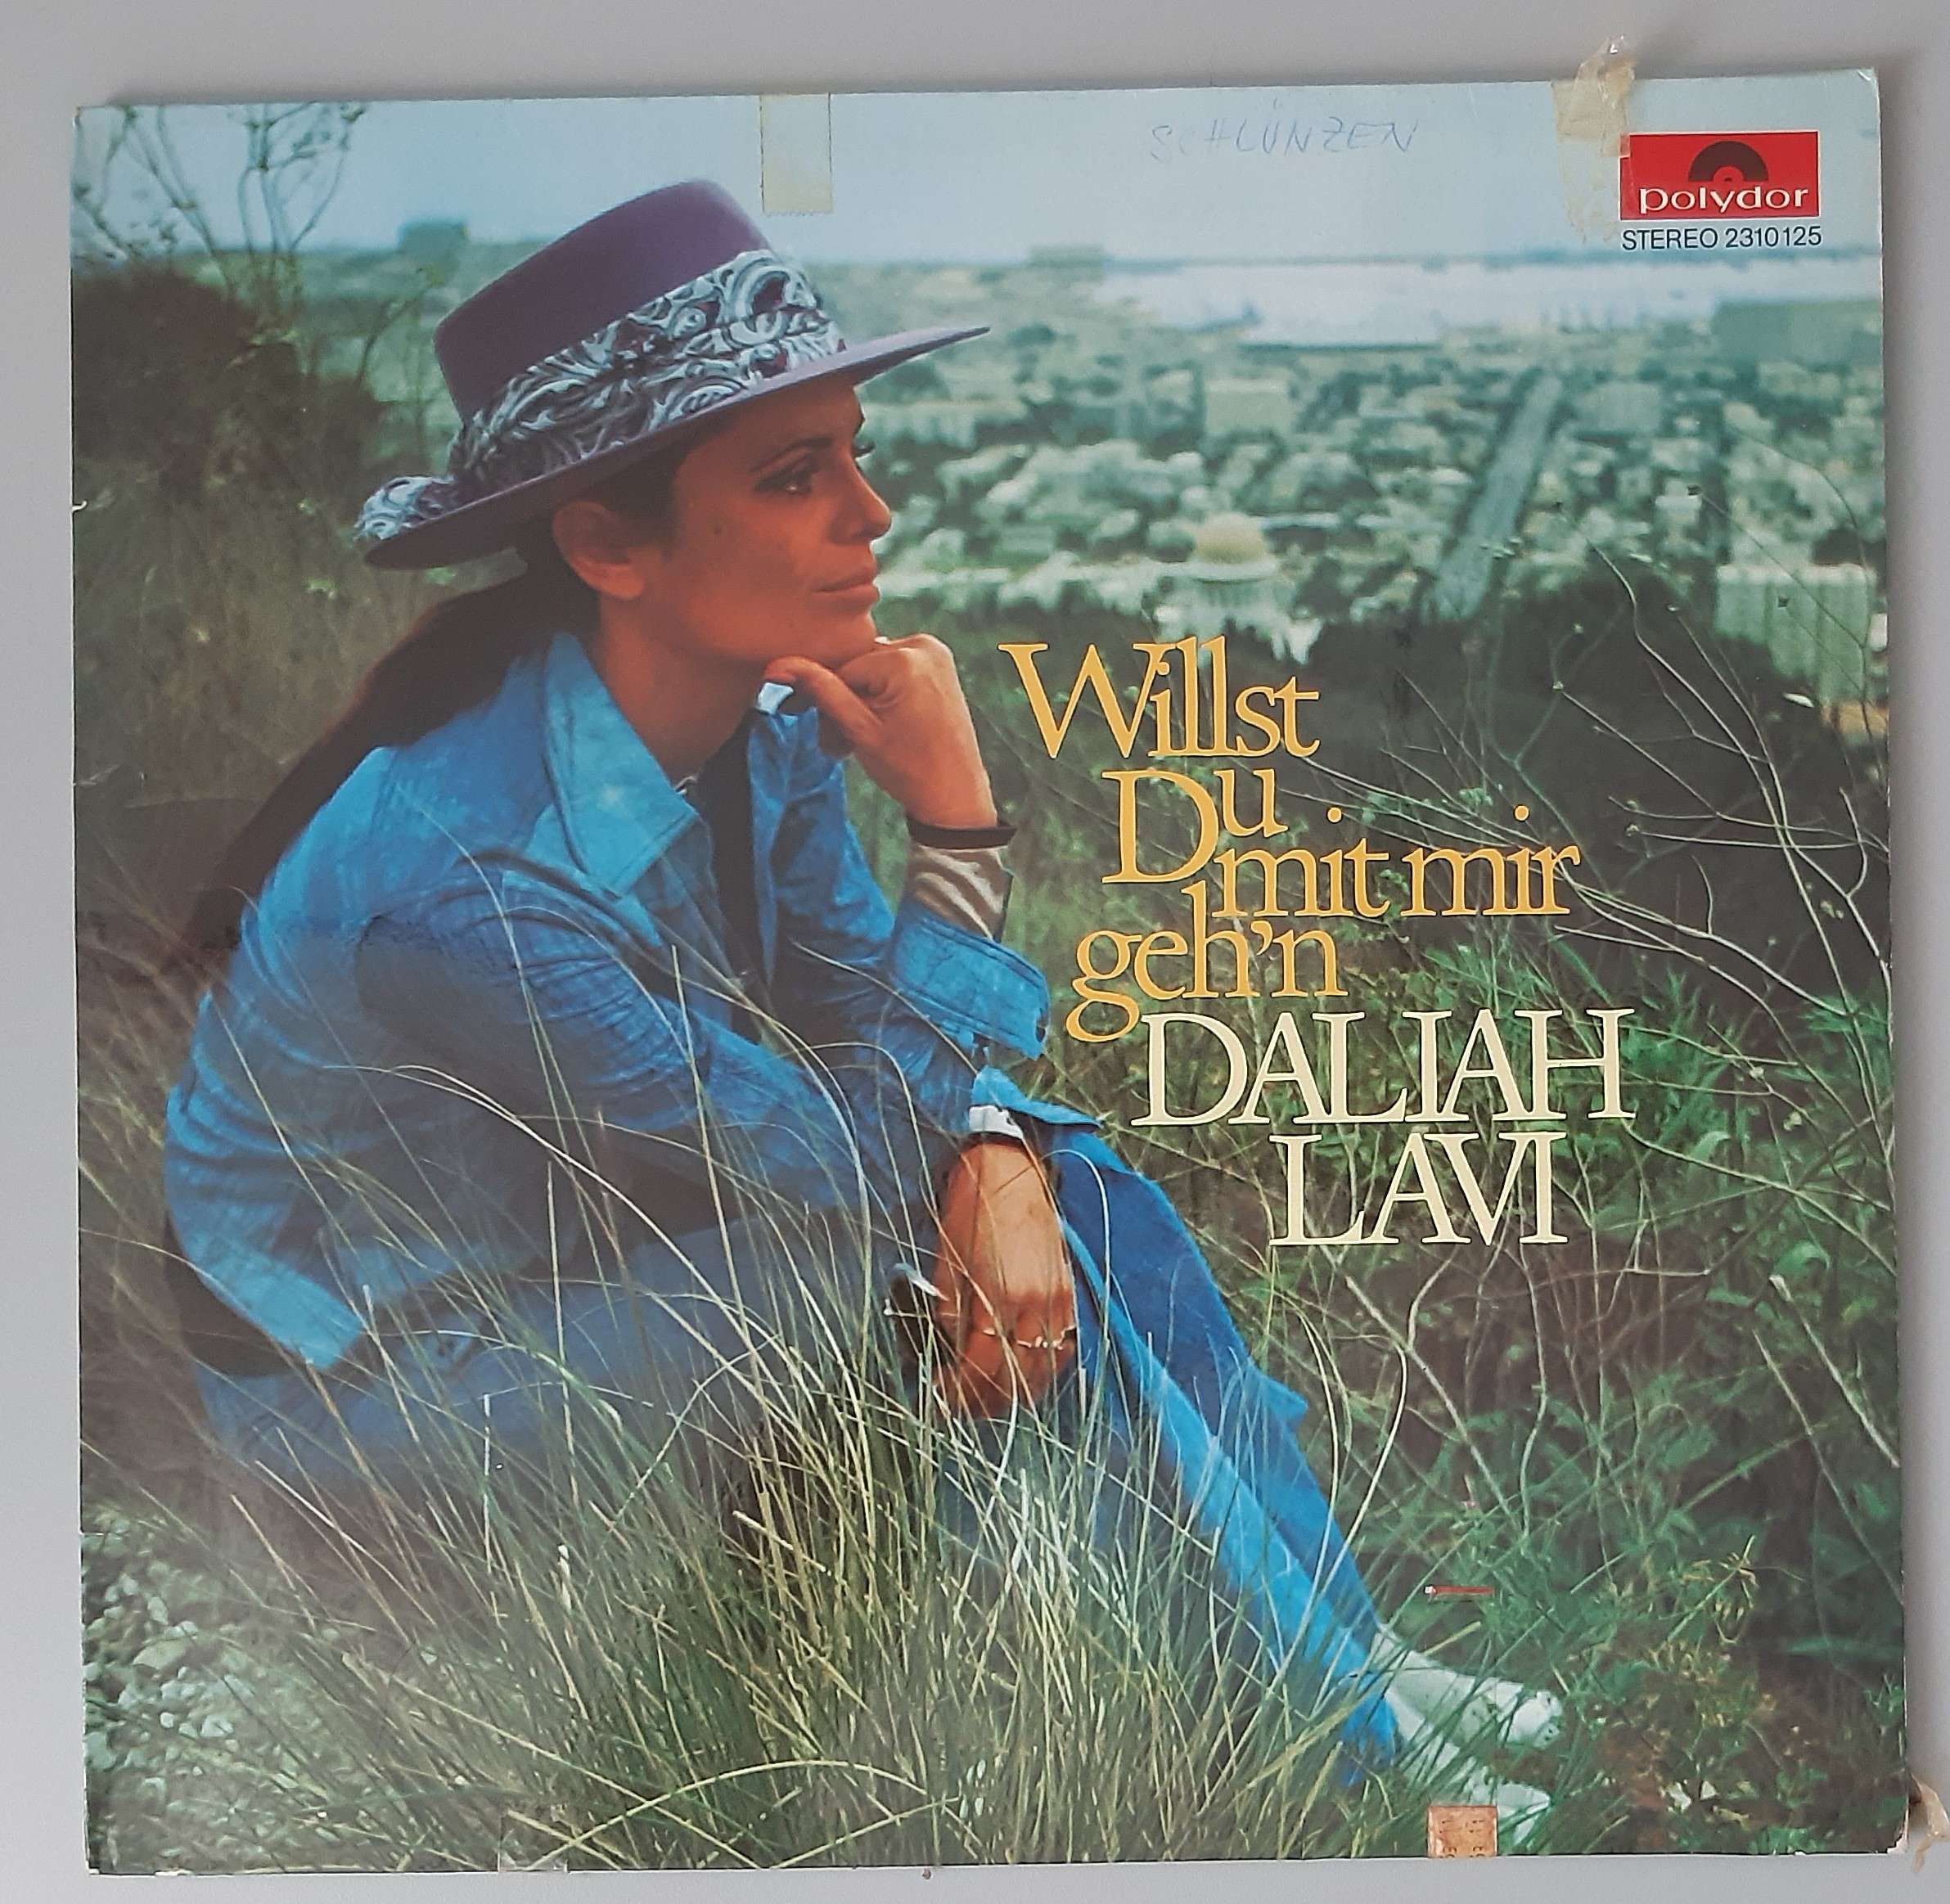 SCHLÜNZEN
polydor
STEREO 2310125
Willst
Du
mit mir
geh'n
DALIAH
LAVI